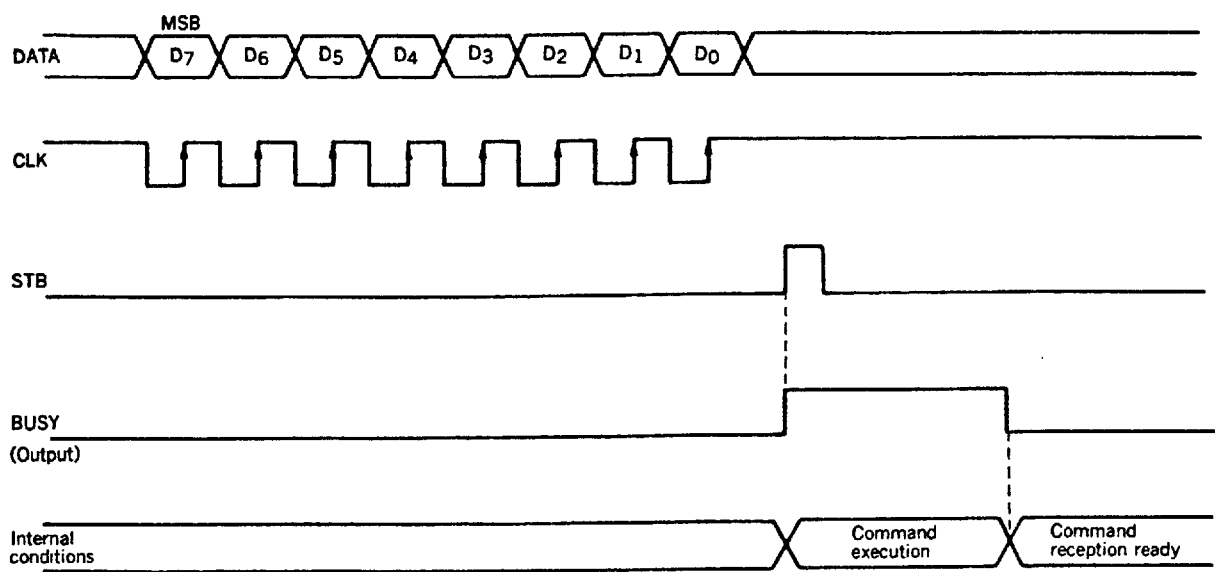 MSB
DATA D7 D6 D5 D4 D3 D2 D1 D0
CLK
STB
BUSY
(Output)
Internal
conditions
Command
execution
Command
reception ready